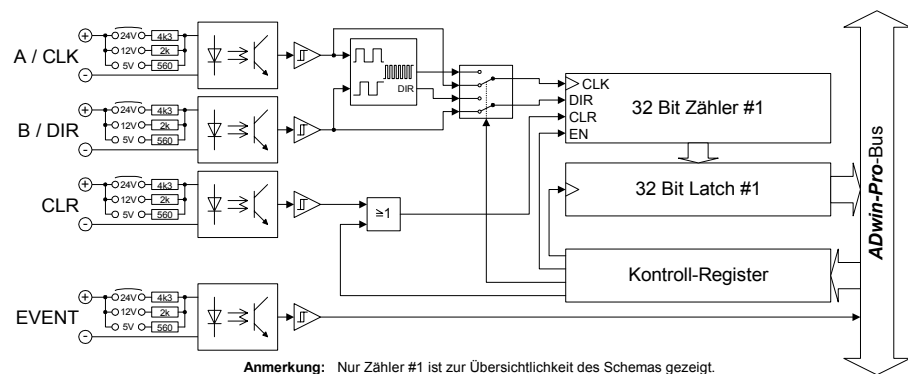 A / CLK
+
-
24V 4k3
12V 2k
5V 560
B / DIR
+
-
24V 4k3
12V 2k
5V 560
CLR
+
-
24V 4k3
12V 2k
5V 560
EVENT
+
-
24V 4k3
12V 2k
5V 560
DIR
≥1
CLK
DIR
CLR
EN
32 Bit Zähler #1
32 Bit Latch #1
Kontroll-Register
ADwin-Pro-Bus
Anmerkung: Nur Zähler #1 ist zur Übersichtlichkeit des Schemas gezeigt.